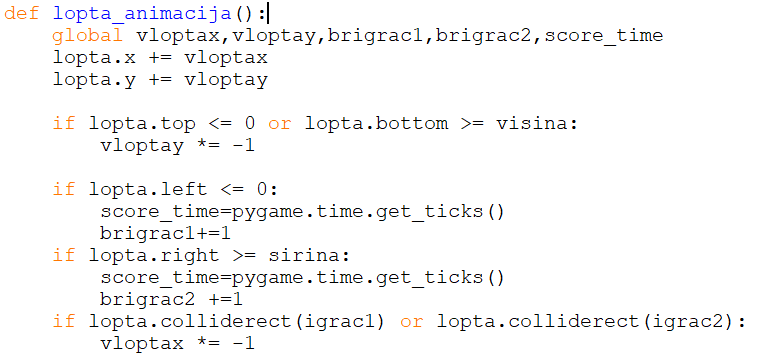 def lopta_animacija():
    global vloptax,vloptay,brigrac1,brigrac2,score_time
    lopta.x += vloptax
    lopta.y += vloptay
    if lopta.top <= 0 or lopta.bottom >= visina:
        vloptay *= -1
    if lopta.left <= 0:
        score_time=pygame.time.get_ticks()
        brigrac1+=1
    if lopta.right >= sirina:
        score_time=pygame.time.get_ticks()
        brigrac2 +=1
    if lopta.colliderect(igrac1) or lopta.colliderect(igrac2):
        vloptax *= -1